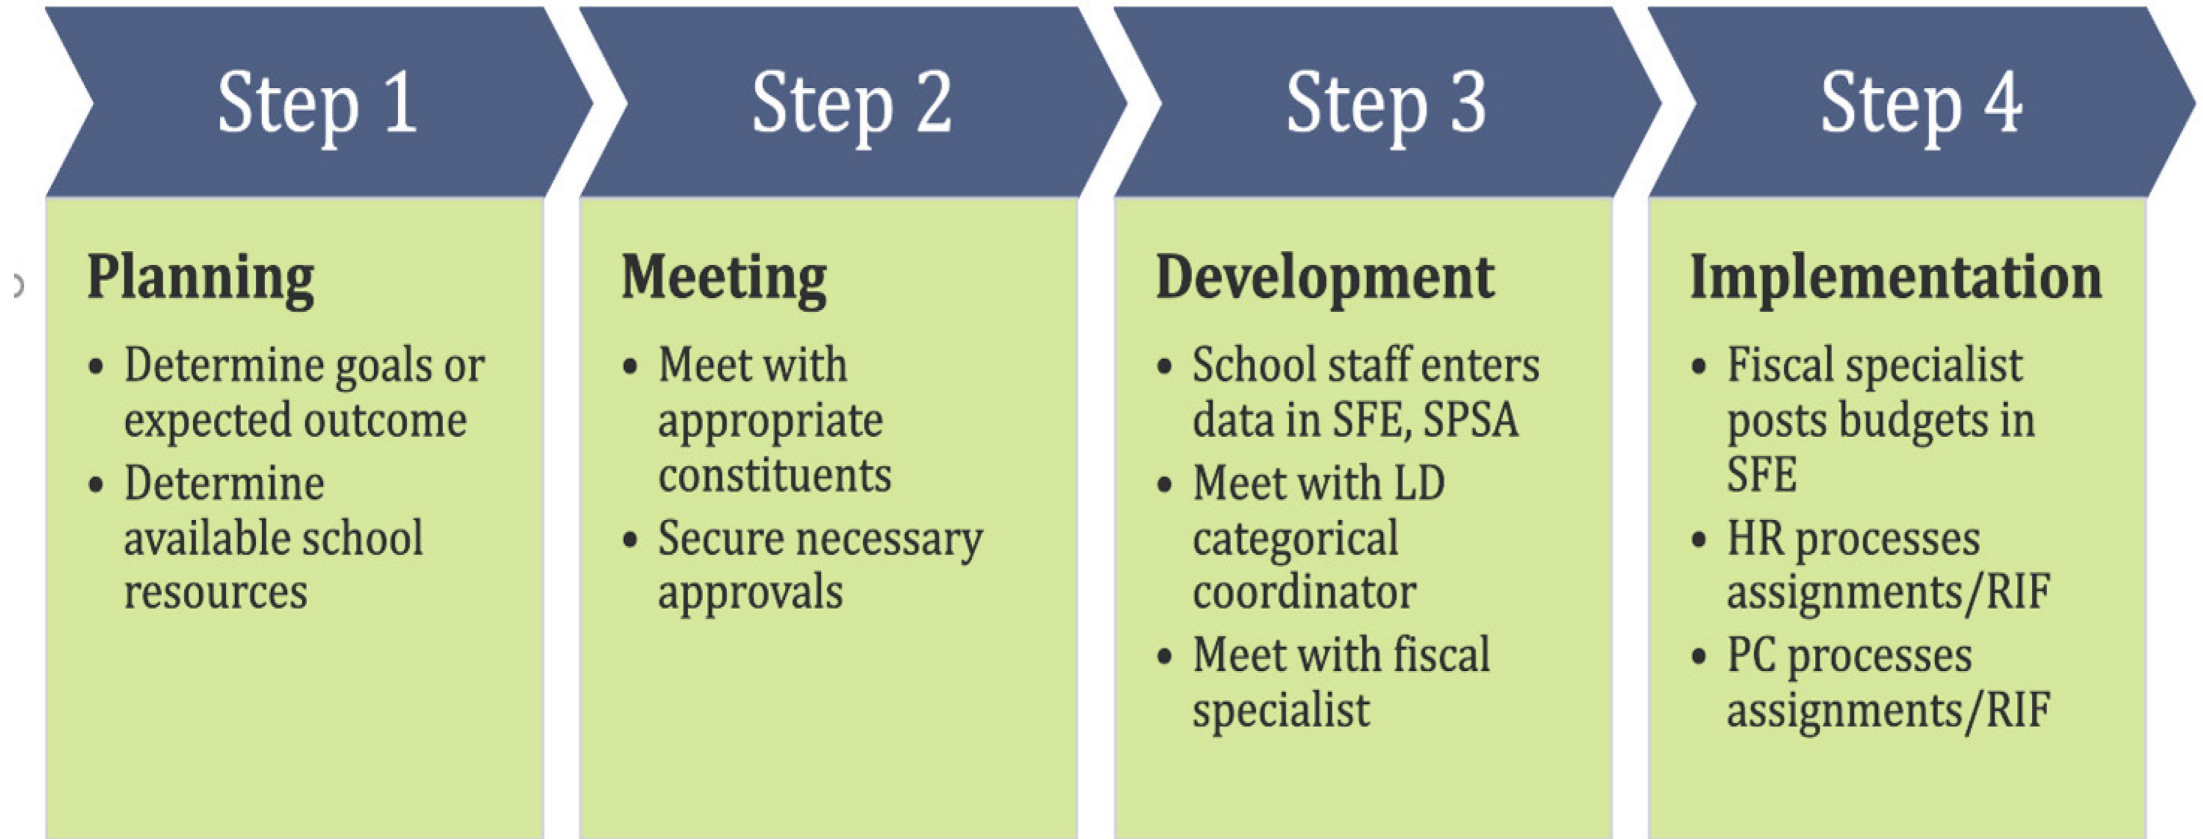 Step 1
Step 2
Step 3
Step 4
Planning
• Determine goals or
expected outcome
• Determine
available school
resources
Meeting
• Meet with
appropriate
constituents
• Secure necessary
approvals
Development
• School staff enters
data in SFE, SPSA
• Meet with LD
categorical
coordinator
• Meet with fiscal
specialist
Implementation
• Fiscal specialist
posts budgets in
SFE
• HR processes
assignments/RIF
• PC processes
assignments/RIF